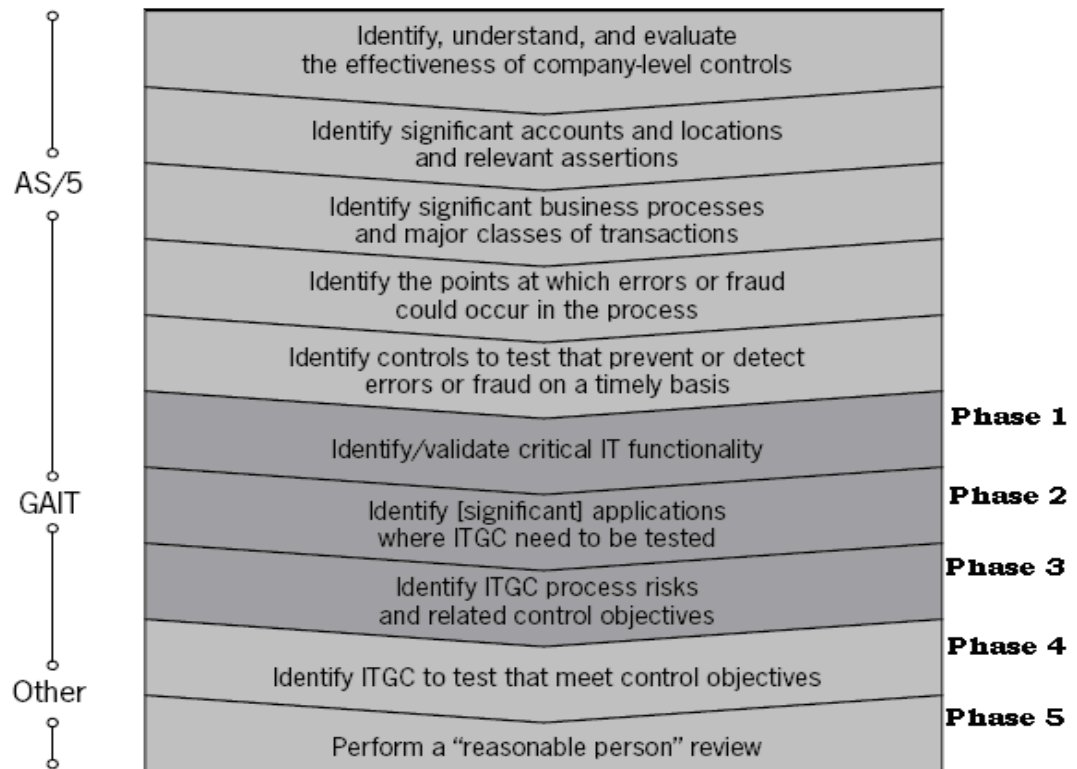 Identify, understand, and evaluate
the effectiveness of company-level controls
Identify significant accounts and locations
and relevant assertions
AS/5
Identify significant business processes
and major classes of transactions
Identify the points at which errors or fraud
could occur in the process
Identify controls to test that prevent or detect
errors or fraud on a timely basis
Phase 1
Identify/validate critical IT functionality
GAIT
Phase 2
Identify [significant] applications
where ITGC need to be tested
Phase 3
Identify ITGC process risks
and related control objectives
Phase 4
Other
Identify ITGC to test that meet control objectives
Phase 5
Perform a “reasonable person” review